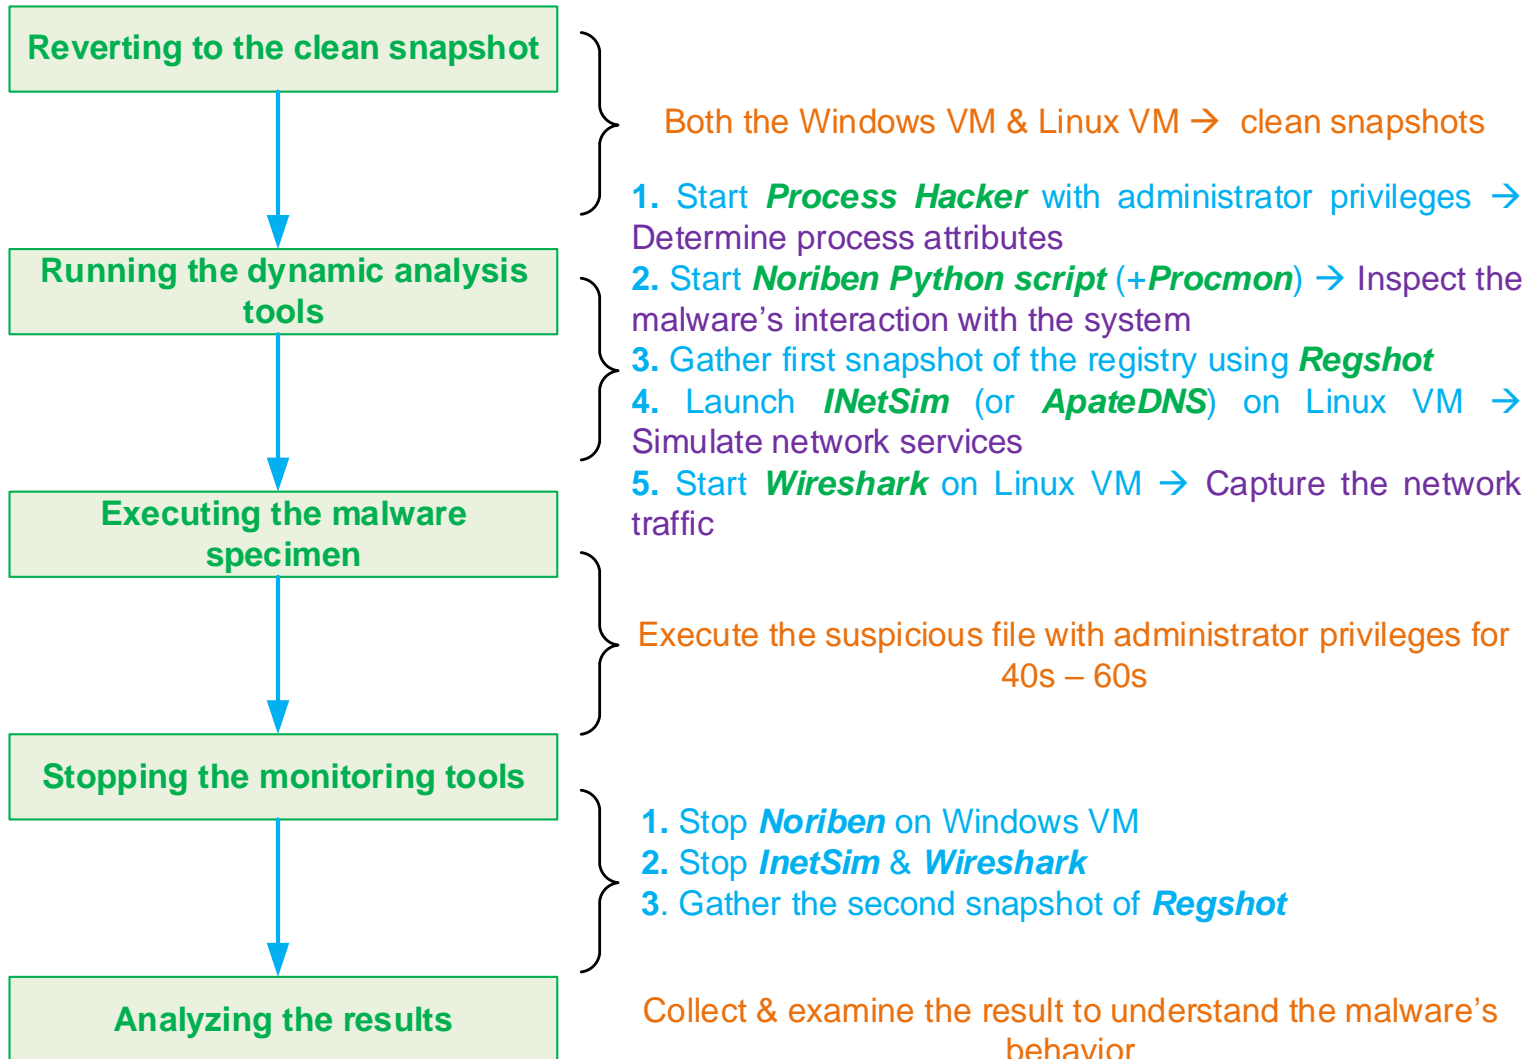 Reverting to the clean snapshot
Both the Windows VM & Linux VM → clean snapshots
Running the dynamic analysis
tools
1. Start Process Hacker with administrator privileges →
Determine process attributes
2. Start Noriben Python script (+Procmon) → Inspect the
malware's interaction with the system
3. Gather first snapshot of the registry using Regshot
4. Launch INetSim (or ApateDNS) on Linux VM →
Simulate network services
5. Start Wireshark on Linux VM → Capture the network
traffic
Executing the malware
specimen
Execute the suspicious file with administrator privileges for
40s – 60s
Stopping the monitoring tools
1. Stop Noriben on Windows VM
2. Stop InetSim & Wireshark
3. Gather the second snapshot of Regshot
Analyzing the results
Collect & examine the result to understand the malware's
behavior